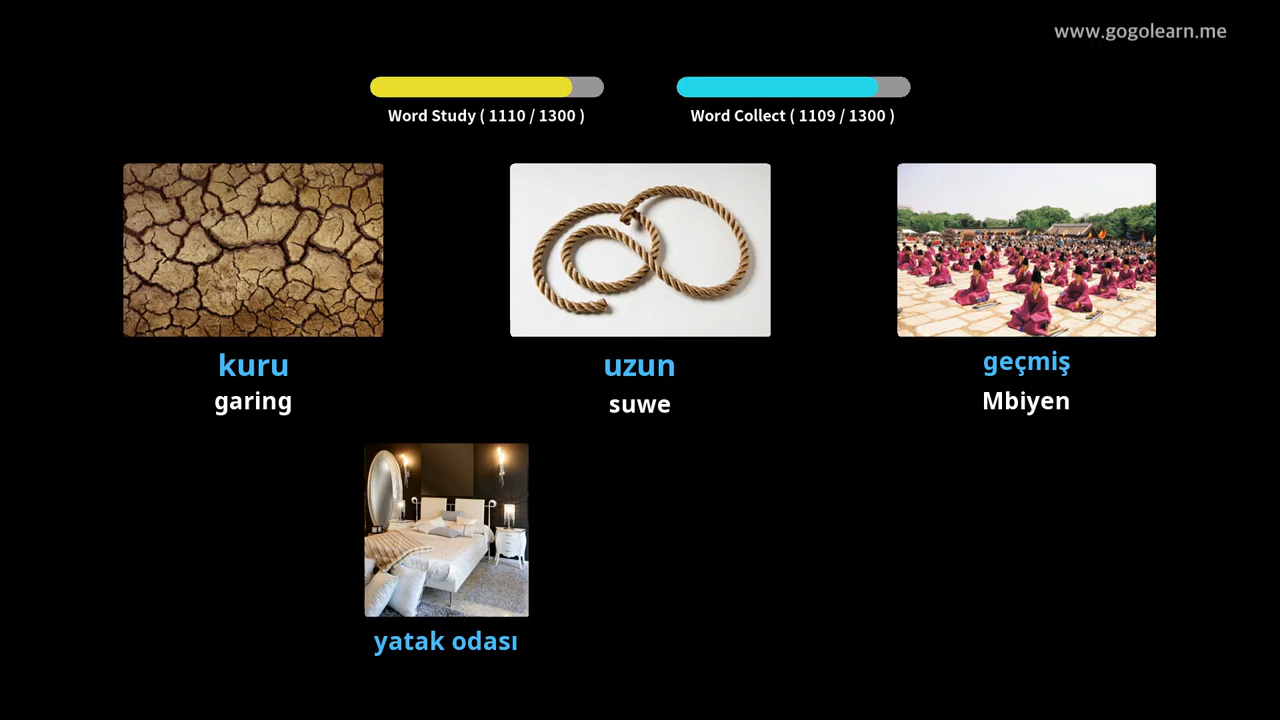 www.gogolearn.me
Word Study ( 1110 / 1300 )
Word Collect ( 1109 / 1300 )
kuru
uzun
geçmiş
garing
suwe
Mbiyen
yatak odası